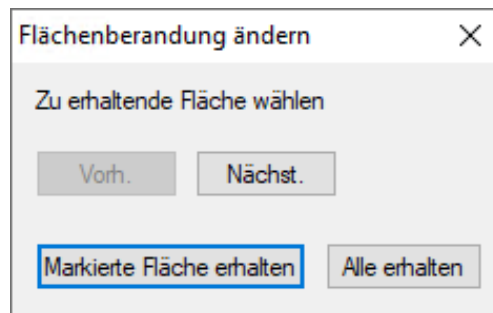 Flächenberandung ändern
Zu erhaltende Fläche wählen
Vorh. Nächst.
Markierte Fläche erhalten Alle erhalten